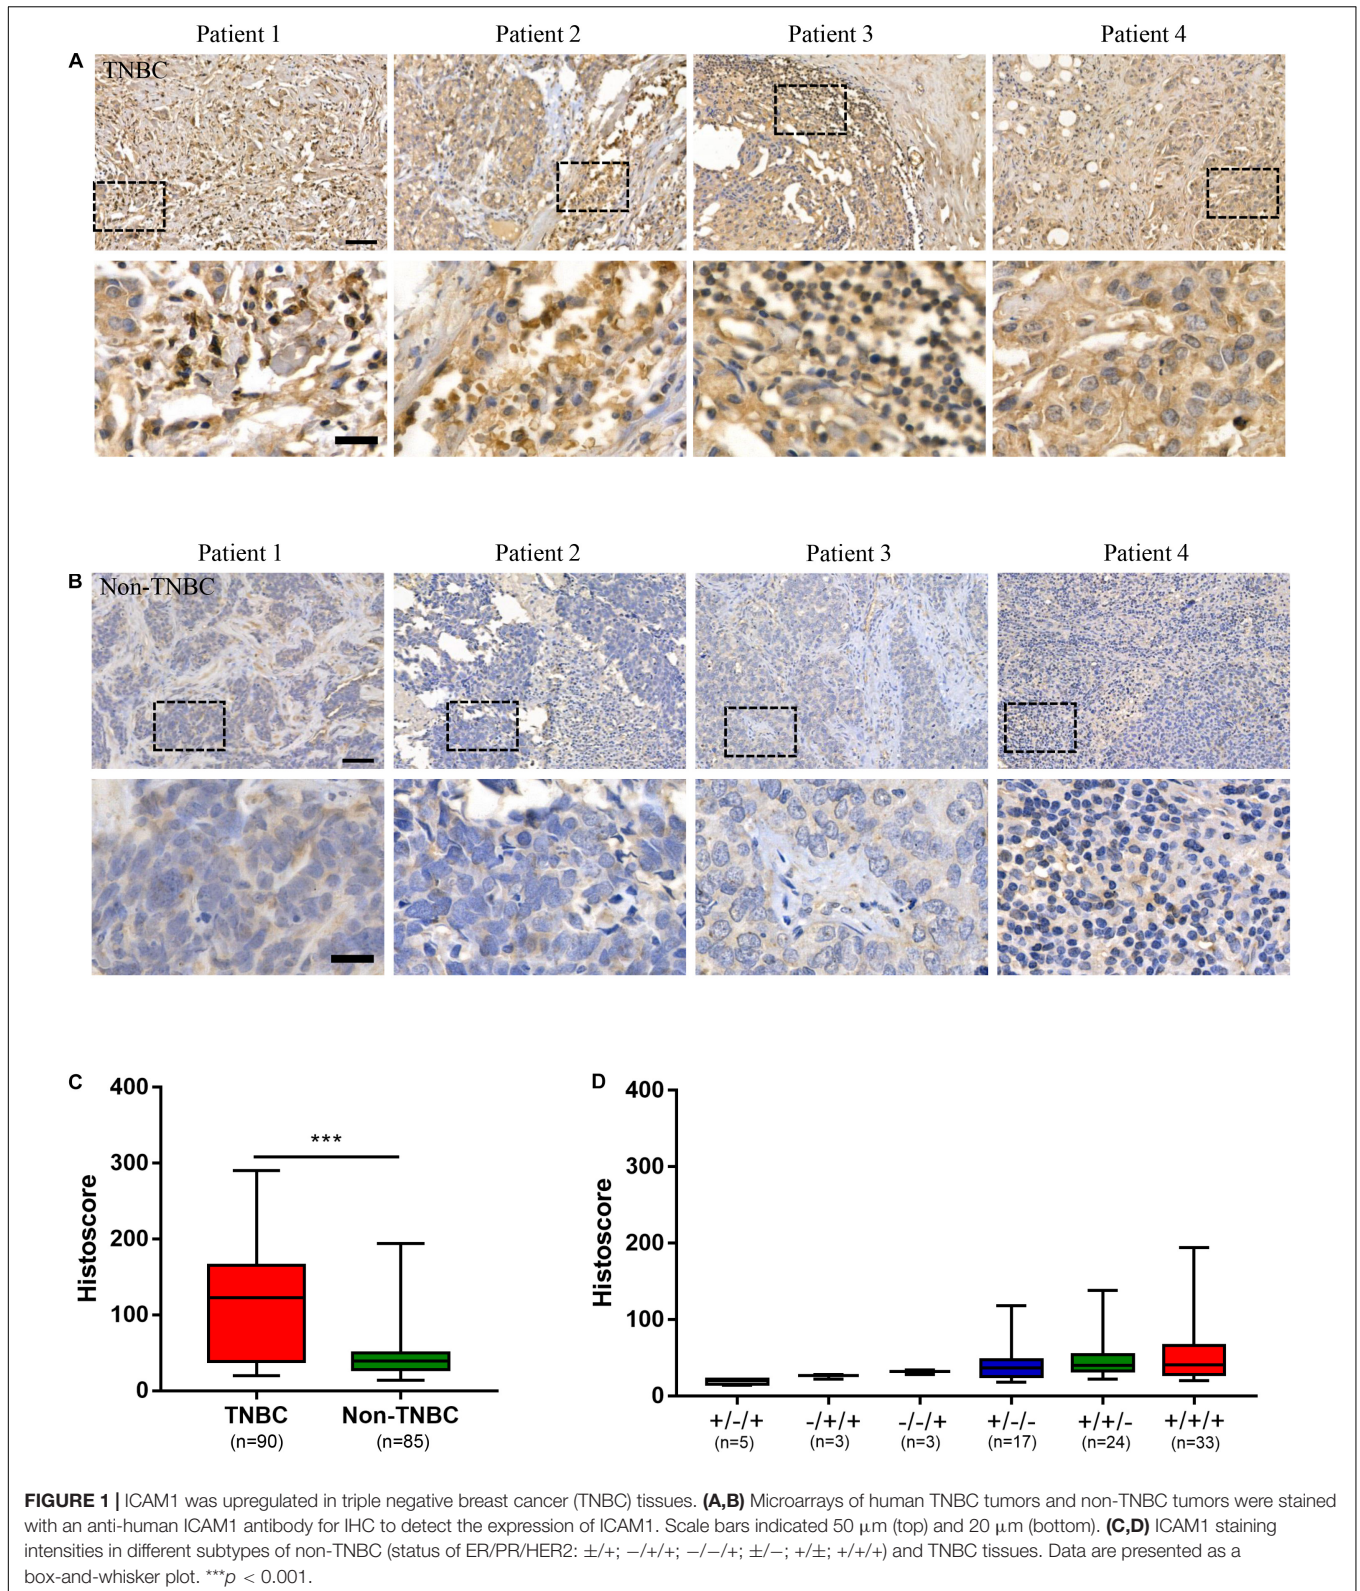 Patient 1 Patient 2 Patient 3 Patient 4
A
TNBC
Patient 1 Patient 2 Patient 3 Patient 4
B
Non-TNBC
C
400
300
200
100
0
Histoscore
***
TNBC Non-TNBC
(n=90) (n=85)
D
400
300
200
100
0
Histoscore
+/-/+ -/+/+ -/-/+ +/-/- +/+/- +/+/+
(n=5) (n=3) (n=3) (n=17) (n=24) (n=33)
FIGURE 1 | ICAM1 was upregulated in triple negative breast cancer (TNBC) tissues. (A,B) Microarrays of human TNBC tumors and non-TNBC tumors were stained
with an anti-human ICAM1 antibody for IHC to detect the expression of ICAM1. Scale bars indicated 50 μm (top) and 20 μm (bottom). (C,D) ICAM1 staining
intensities in different subtypes of non-TNBC (status of ER/PR/HER2: ±/+; −/+/+; −/−/+; ±/−; +/±; +/+/+) and TNBC tissues. Data are presented as a
box-and-whisker plot. ***p < 0.001.